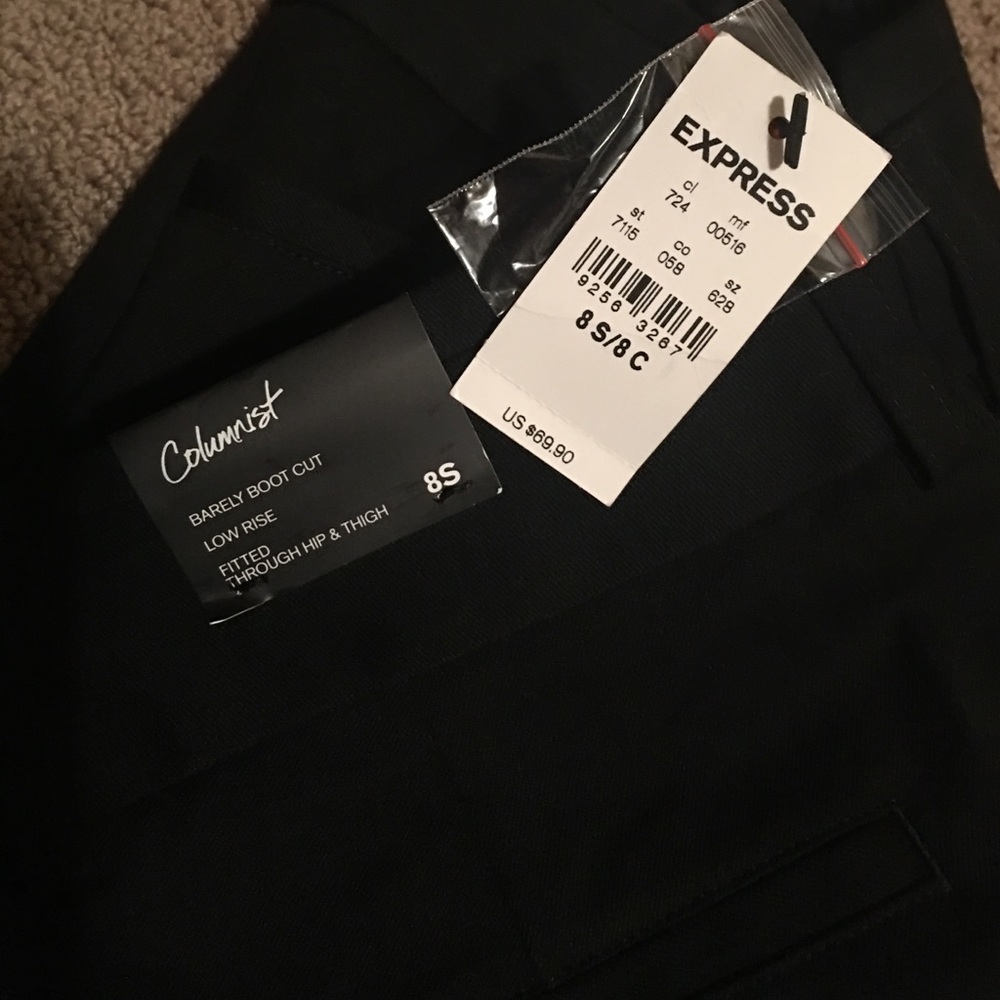 EXPRESS
cl mf
724 00516
st co sz
7115 058 628
9256 3267
8 S/8 C
US $69.90
Columnist
BARELY BOOT CUT
LOW RISE
FITTED
THROUGH HIP & THIGH
8S